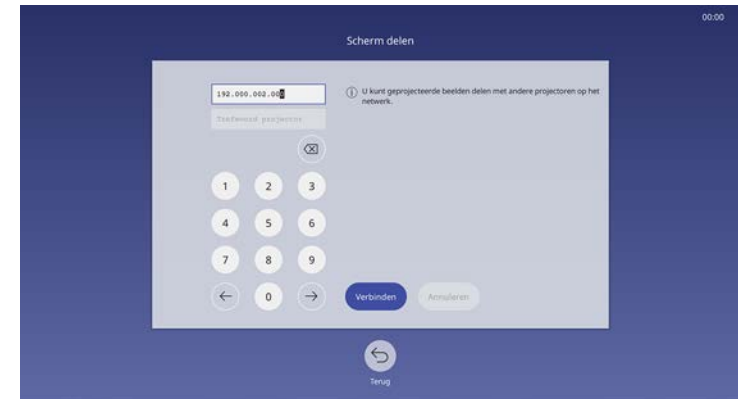 00:00
Scherm delen
192.000.002.000
U kunt geprojecteerde beelden delen met andere projectoren op het
netwerk.
Trefwoord projector
1 2 3
4 5 6
7 8 9
0
Verbinden Annuleren
Terug